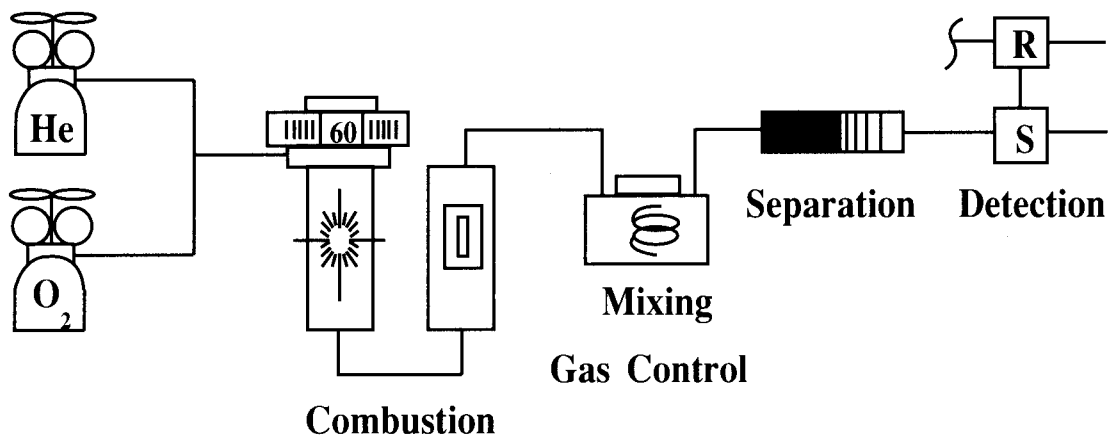 He
O₂
60
R
S
Separation
Detection
Mixing
Gas Control
Combustion